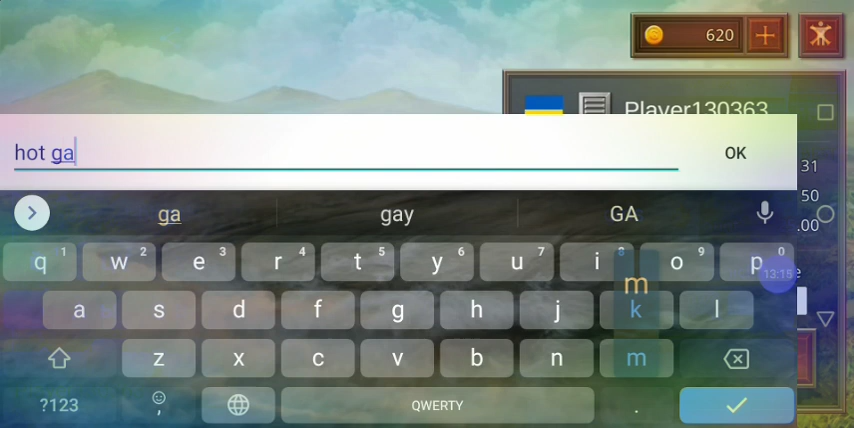 620
Player130363
hot ga
OK
31
50
.00
ga gay GA
q 1 w 2 e 3 r 4 t 5 y 6 u 7 i 8 o 9 p 0
13:15
m
a s d f g h j k l
z x c v b n m
?123 , QWERTY .